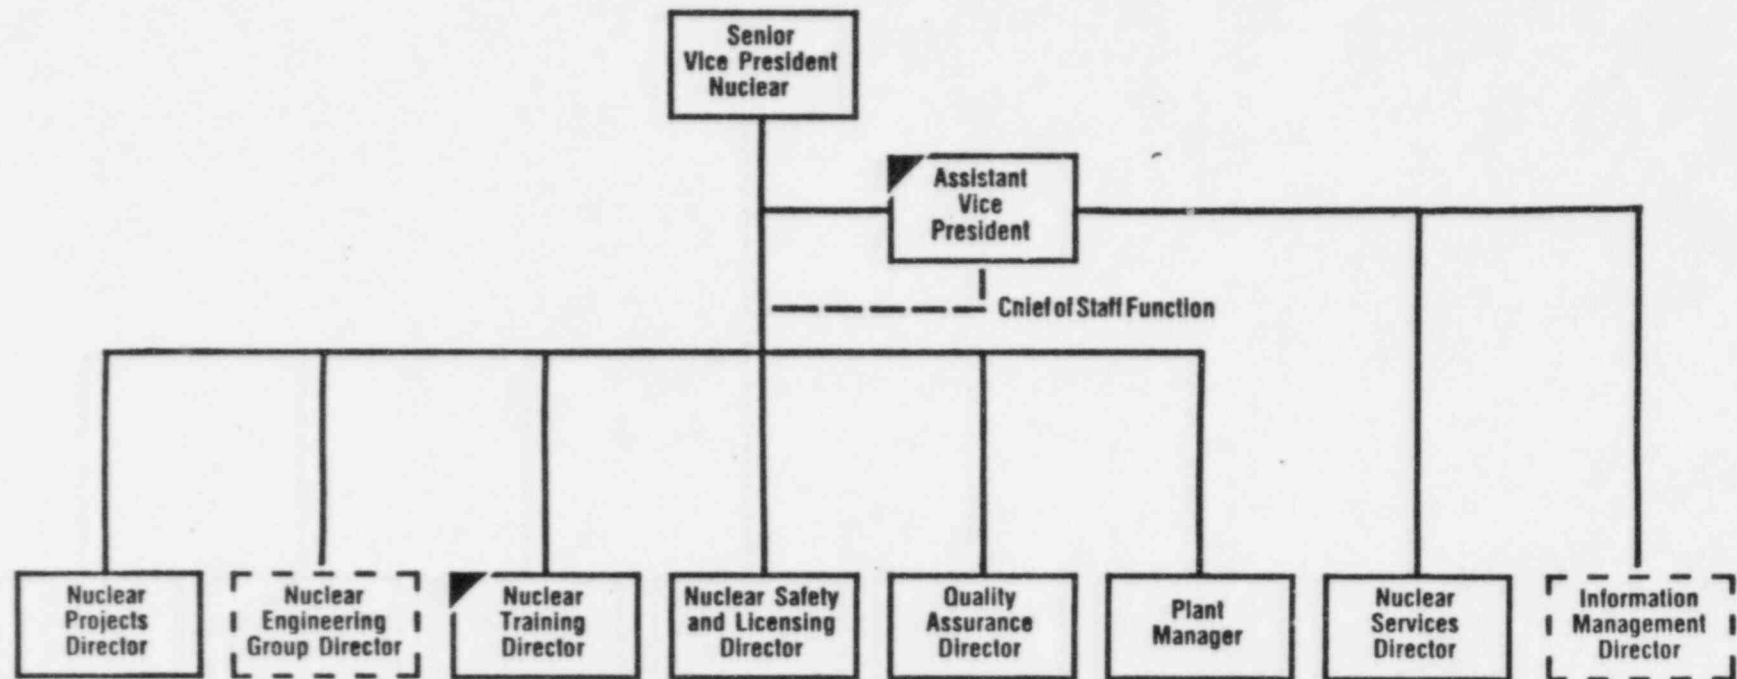 Senior
Vice President
Nuclear
Assistant
Vice
President
Cnief of Staff Function
Nuclear
Projects
Director
Nuclear
Engineering
Group Director
Nuclear
Training
Director
Nuclear Safety
and Licensing
Director
Quality
Assurance
Director
Plant
Manager
Nuclear
Services
Director
Information
Management
Director